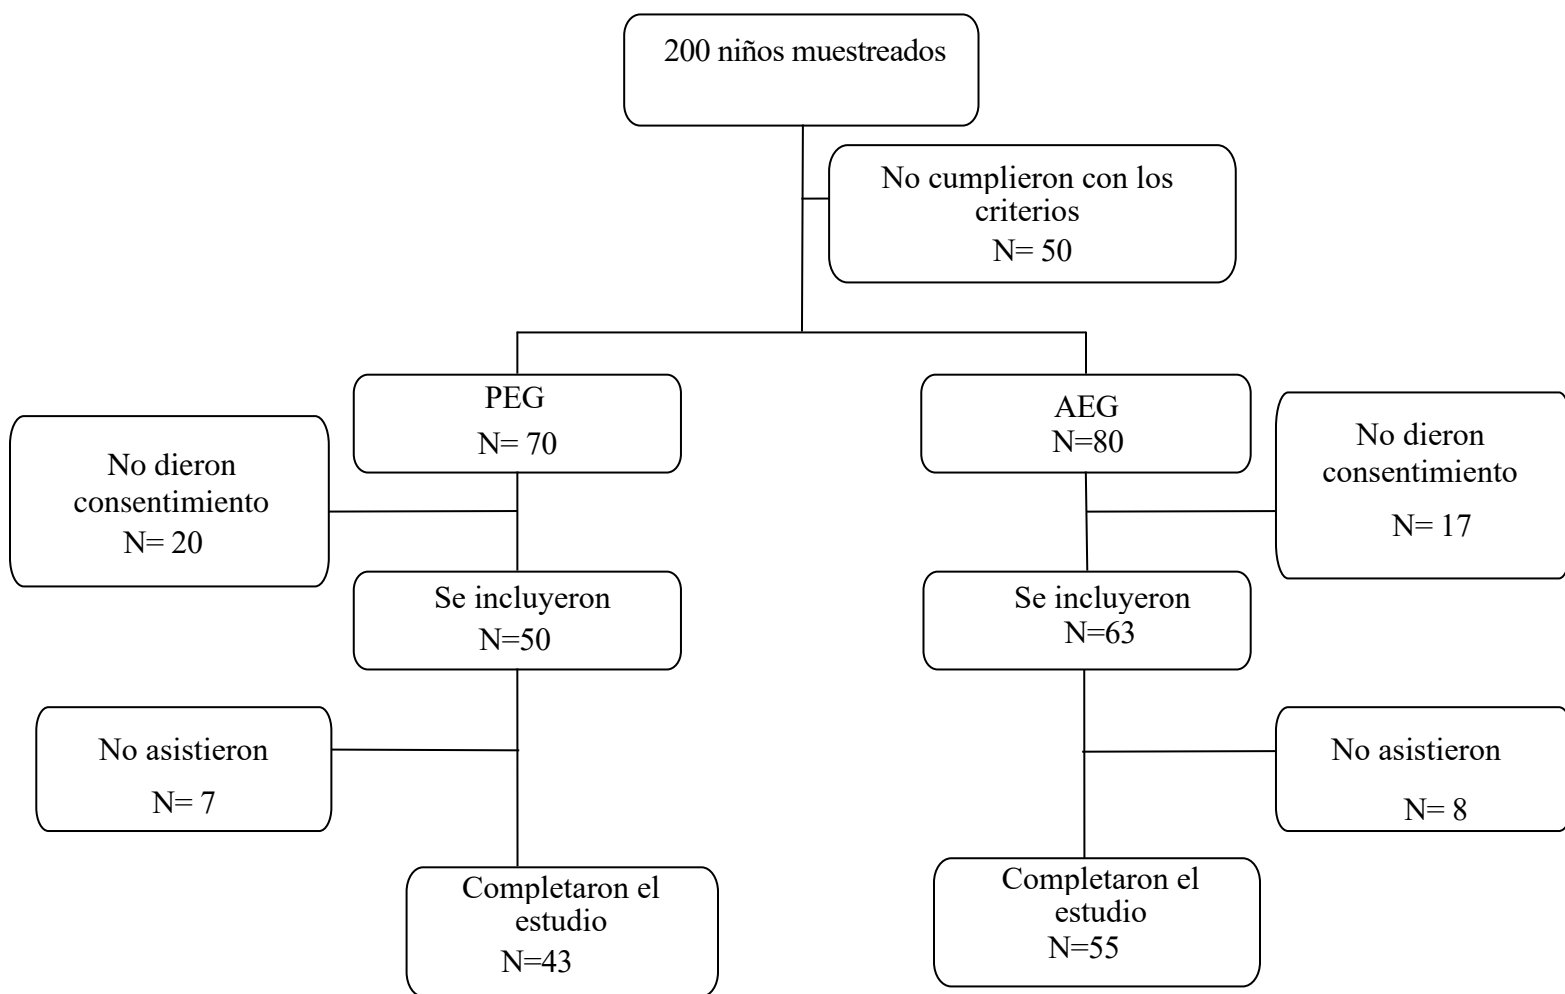 200 niños muestreados
No cumplieron con los
criterios
N= 50
PEG
N= 70
AEG
N=80
No dieron
consentimiento
N= 20
No dieron
consentimiento
N= 17
Se incluyeron
N=50
Se incluyeron
N=63
No asistieron
N= 7
No asistieron
N= 8
Completaron el
estudio
N=43
Completaron el
estudio
N=55